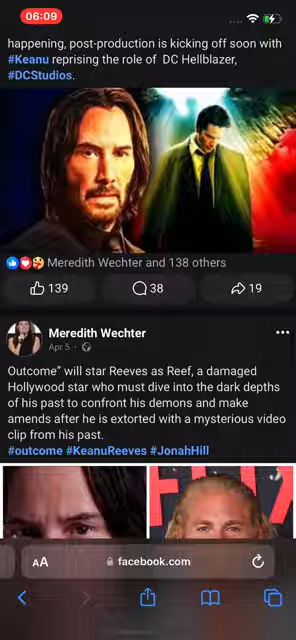 06:09
happening, post-production is kicking off soon with
#Keanu reprising the role of DC Hellblazer,
#DCStudios.
Meredith Wechter and 138 others
139
38
19
Meredith Wechter
Apr 5 ·
Outcome” will star Reeves as Reef, a damaged
Hollywood star who must dive into the dark depths
of his past to confront his demons and make
amends after he is extorted with a mysterious video
clip from his past.
#outcome #KeanuReeves #JonahHill
AA
facebook.com